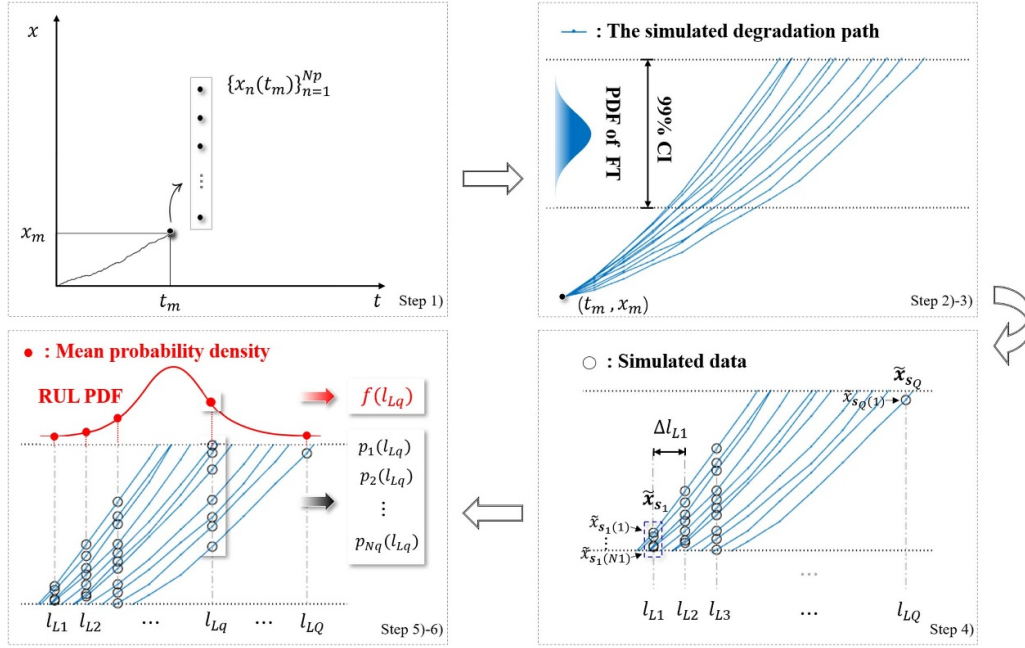 x
{x_n(t_m)}_{n=1}^{Np}
x_m
t_m
t
Step 1)
: The simulated degradation path
99% CI
PDF of FT
(t_m , x_m)
Step 2)-3)
: Mean probability density
RUL PDF
f(l_{Lq})
p_1(l_{Lq})
p_2(l_{Lq})
⋮
p_{Nq}(l_{Lq})
l_{L1} l_{L2} ... l_{Lq} ... l_{LQ}
Step 5)-6)
: Simulated data
x̃_{s_Q}
x̃_{s_Q(1)}
Δl_{L1}
x̃_{s_1}
x̃_{s_1(1)}
⋮
x̃_{s_1(N1)}
...
l_{L1} l_{L2} l_{L3} ... l_{LQ}
Step 4)